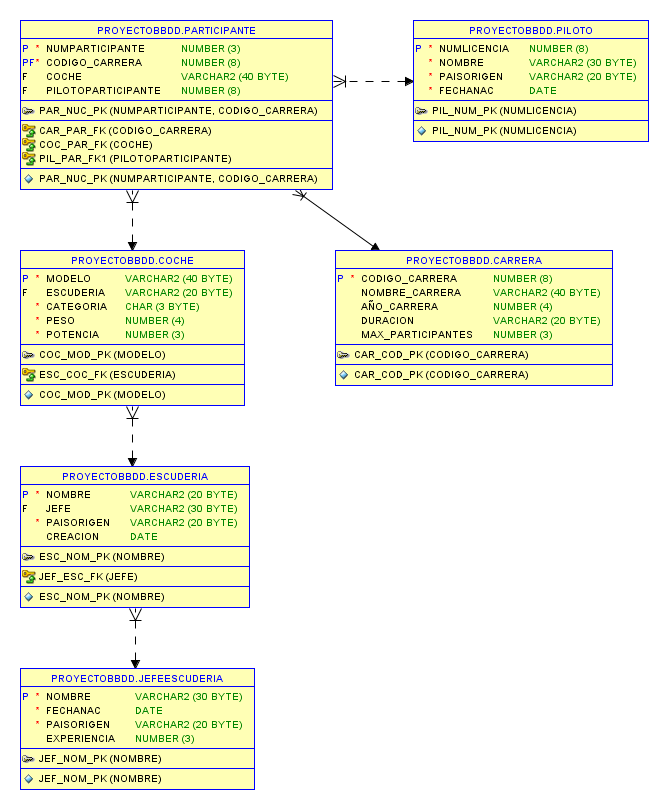 PROYECTOBBDD.PARTICIPANTE
P * NUMPARTICIPANTE NUMBER (3)
PF* CODIGO_CARRERA NUMBER (8)
F COCHE VARCHAR2 (40 BYTE)
F PILOTOPARTICIPANTE NUMBER (8)
PAR_NUC_PK (NUMPARTICIPANTE, CODIGO_CARRERA)
CAR_PAR_FK (CODIGO_CARRERA)
COC_PAR_FK (COCHE)
PIL_PAR_FK1 (PILOTOPARTICIPANTE)
PAR_NUC_PK (NUMPARTICIPANTE, CODIGO_CARRERA)
PROYECTOBBDD.PILOTO
P * NUMLICENCIA NUMBER (8)
* NOMBRE VARCHAR2 (30 BYTE)
* PAISORIGEN VARCHAR2 (20 BYTE)
* FECHANAC DATE
PIL_NUM_PK (NUMLICENCIA)
PIL_NUM_PK (NUMLICENCIA)
PROYECTOBBDD.COCHE
P * MODELO VARCHAR2 (40 BYTE)
F ESCUDERIA VARCHAR2 (20 BYTE)
* CATEGORIA CHAR (3 BYTE)
* PESO NUMBER (4)
* POTENCIA NUMBER (3)
COC_MOD_PK (MODELO)
ESC_COC_FK (ESCUDERIA)
COC_MOD_PK (MODELO)
PROYECTOBBDD.CARRERA
P * CODIGO_CARRERA NUMBER (8)
NOMBRE_CARRERA VARCHAR2 (40 BYTE)
AÑO_CARRERA NUMBER (4)
DURACION VARCHAR2 (20 BYTE)
MAX_PARTICIPANTES NUMBER (3)
CAR_COD_PK (CODIGO_CARRERA)
CAR_COD_PK (CODIGO_CARRERA)
PROYECTOBBDD.ESCUDERIA
P * NOMBRE VARCHAR2 (20 BYTE)
F JEFE VARCHAR2 (30 BYTE)
* PAISORIGEN VARCHAR2 (20 BYTE)
CREACION DATE
ESC_NOM_PK (NOMBRE)
JEF_ESC_FK (JEFE)
ESC_NOM_PK (NOMBRE)
PROYECTOBBDD.JEFEESCUDERIA
P * NOMBRE VARCHAR2 (30 BYTE)
* FECHANAC DATE
* PAISORIGEN VARCHAR2 (20 BYTE)
EXPERIENCIA NUMBER (3)
JEF_NOM_PK (NOMBRE)
JEF_NOM_PK (NOMBRE)